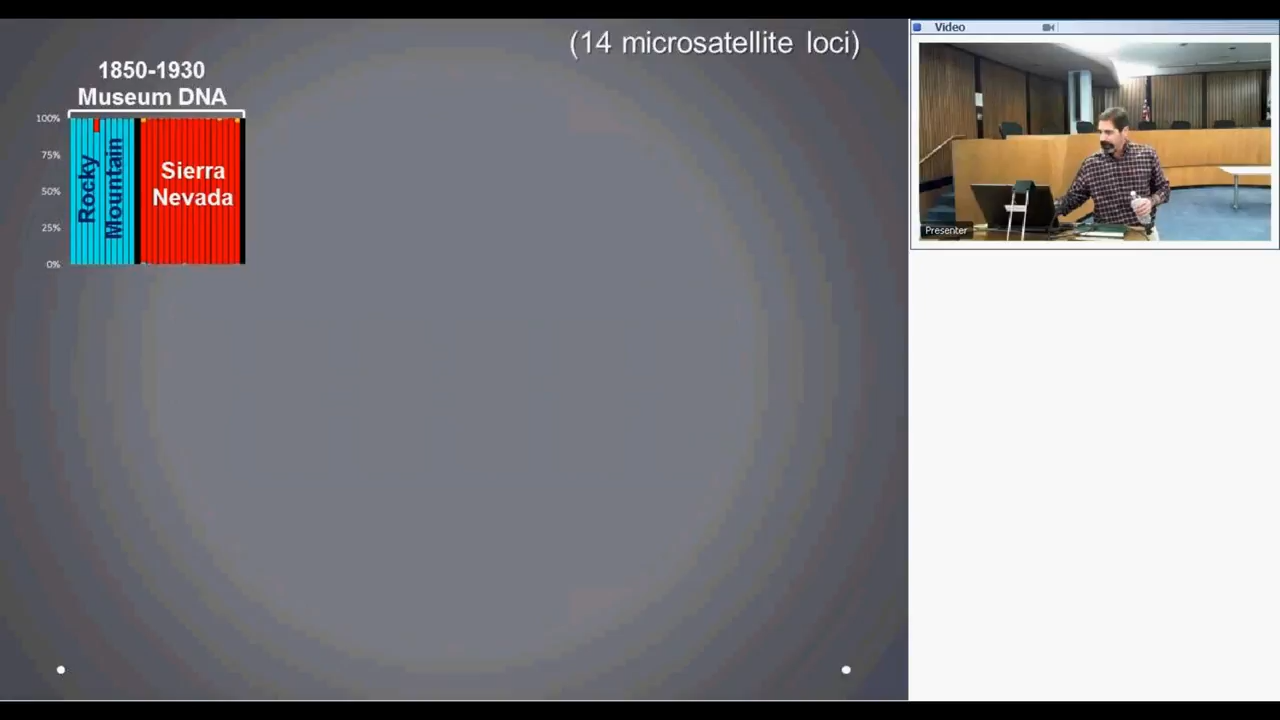 (14 microsatellite loci)
1850-1930
Museum DNA
100%
75%
50%
25%
0%
Rocky
Mountain
Sierra
Nevada
Video
Presenter